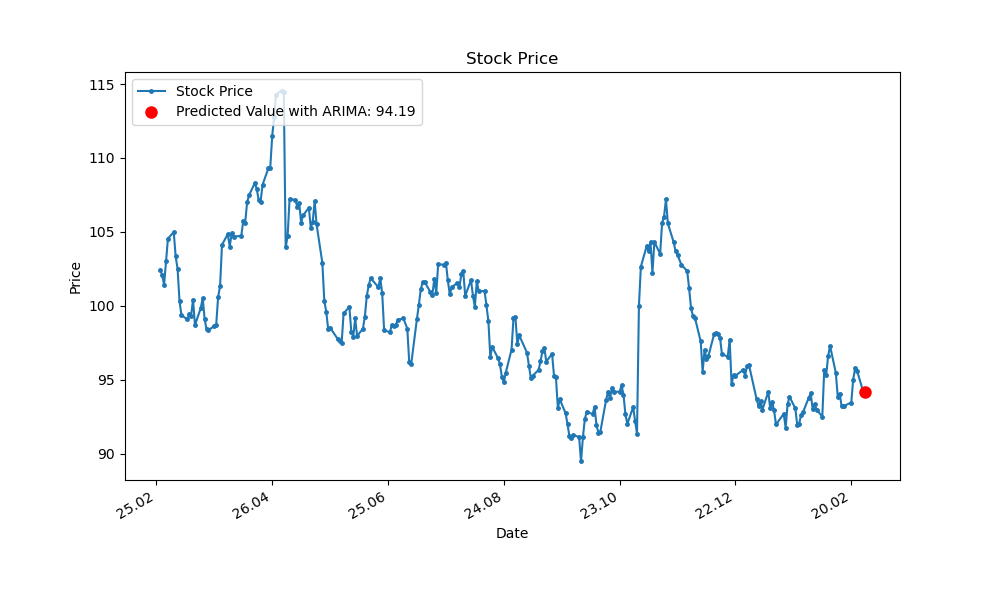 Stock Price
Stock Price
Predicted Value with ARIMA: 94.19
115
110
105
100
95
90
Price
25.02
26.04
25.06
24.08
23.10
22.12
20.02
Date